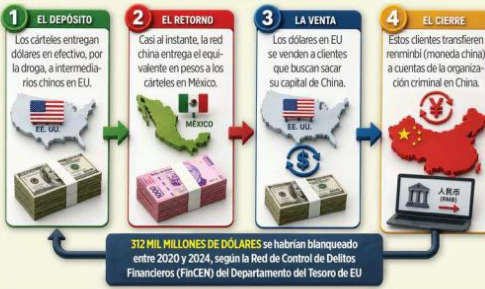 1 EL DEPÓSITO
Los cárteles entregan
dólares en efectivo, por
la droga, a intermedia-
rios chinos en EU.
EE. UU.
2 EL RETORNO
Casi al instante, la red
china entrega el equi-
valente en pesos a los
cárteles en México.
MÉXICO
3 LA VENTA
Los dólares en EU
se venden a clientes
que buscan sacar
su capital de China.
EE. UU.
$
4 EL CIERRE
Estos clientes transfieren
renminbi (moneda china)
a cuentas de la organiza-
ción criminal en China.
¥
人民币
(RMB)
312 MIL MILLONES DE DÓLARES se habrían blanqueado
entre 2020 y 2024, según la Red de Control de Delitos
Financieros (FinCEN) del Departamento del Tesoro de EU